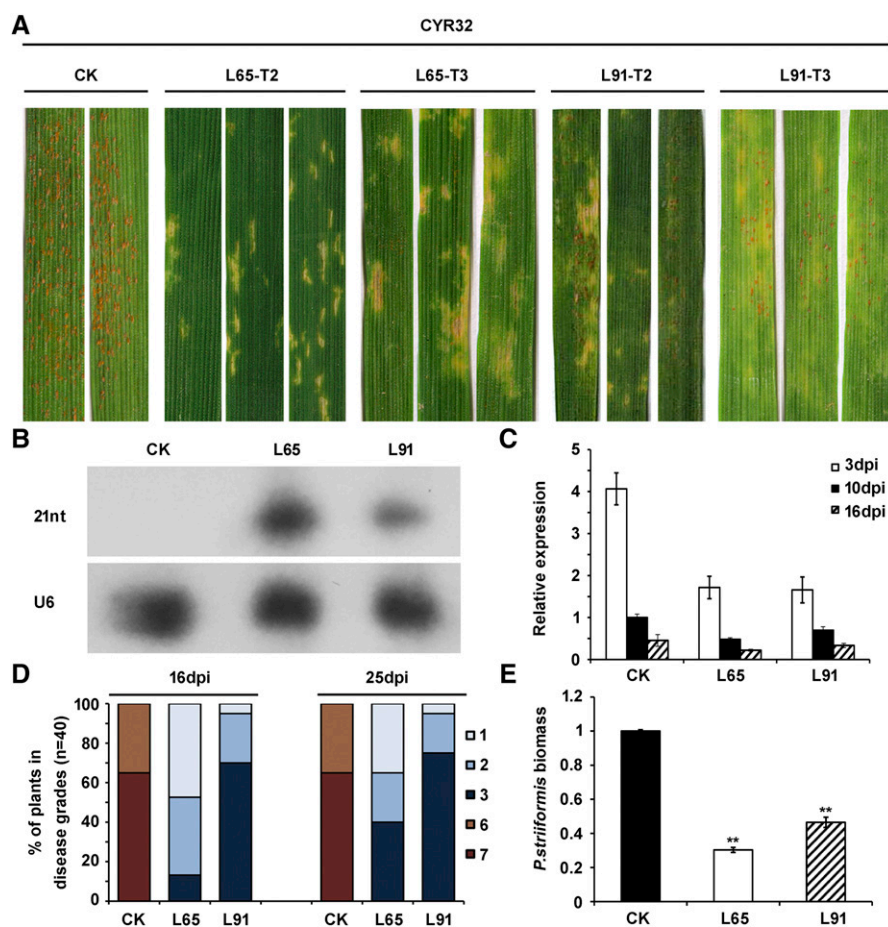 A
CYR32
CK L65-T2 L65-T3 L91-T2 L91-T3
B
CK L65 L91
21nt
U6
C
Relative expression
5
4
3
2
1
0
3dpi
10dpi
16dpi
CK L65 L91
D
16dpi 25dpi
% of plants in
disease grades (n=40)
100
80
60
40
20
0
1
2
3
6
7
CK L65 L91 CK L65 L91
E
P.striiformis biomass
1.2
1
0.8
0.6
0.4
0.2
0
**
**
CK L65 L91